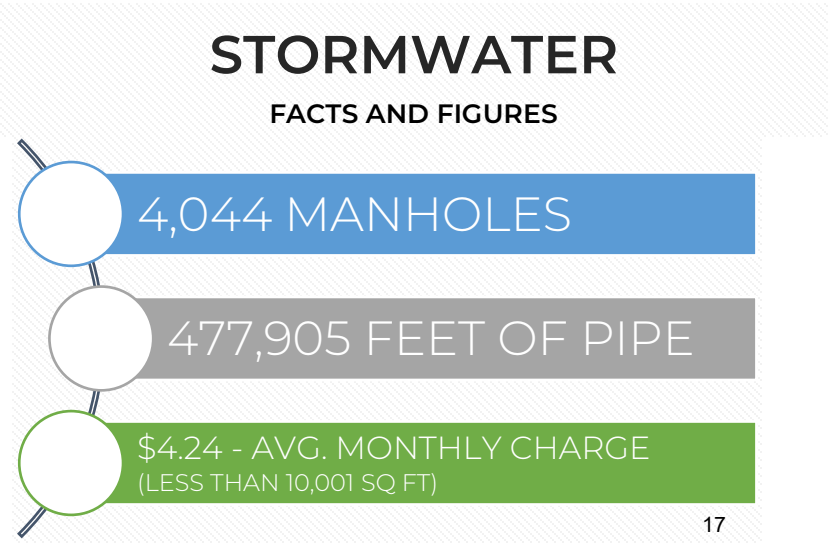 STORMWATER
FACTS AND FIGURES
4,044 MANHOLES
477,905 FEET OF PIPE
$4.24 - AVG. MONTHLY CHARGE
(LESS THAN 10,001 SQ FT)
17